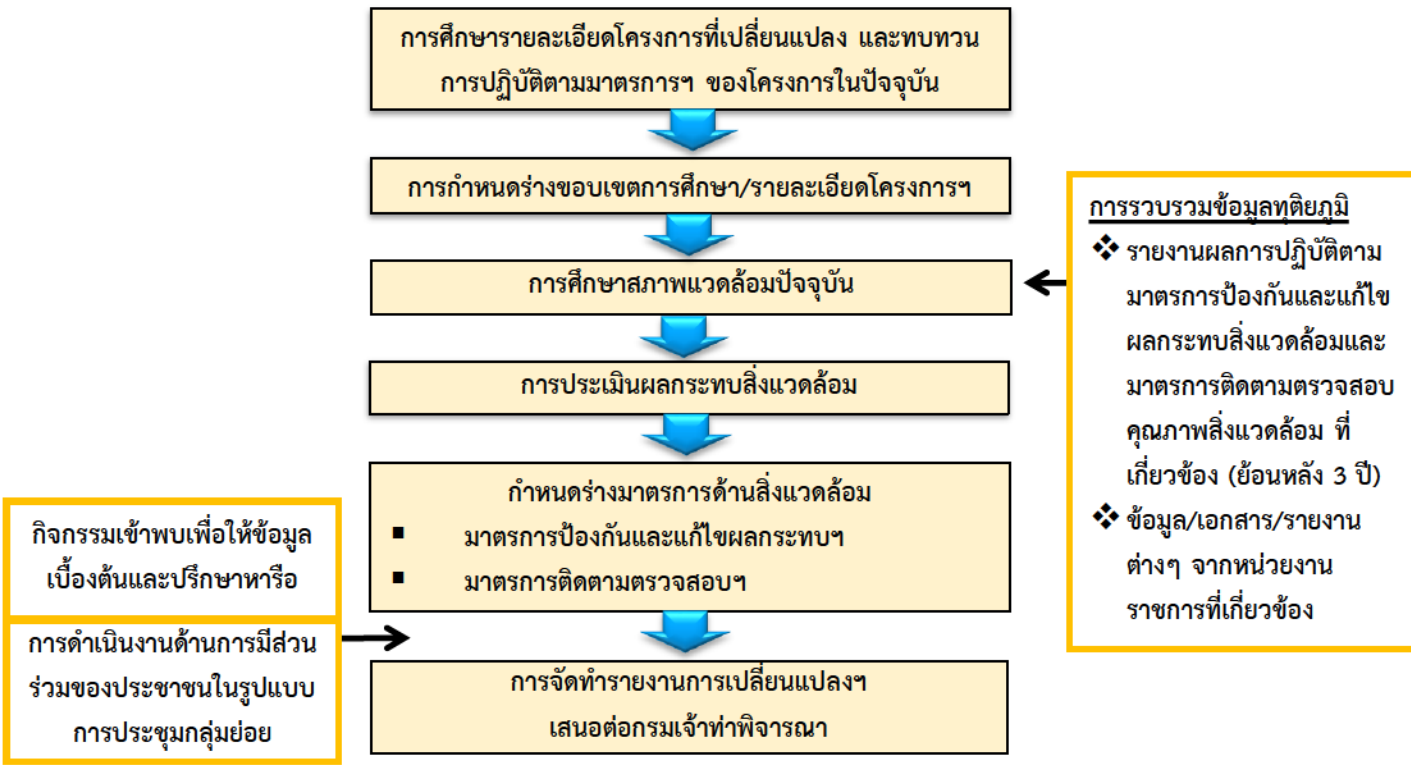 การศึกษารายละเอียดโครงการที่เปลี่ยนแปลง และทบทวน
การปฏิบัติตามมาตรการฯ ของโครงการในปัจจุบัน
การกำหนดร่างขอบเขตการศึกษา/รายละเอียดโครงการฯ
การศึกษาสภาพแวดล้อมปัจจุบัน
การประเมินผลกระทบสิ่งแวดล้อม
กำหนดร่างมาตรการด้านสิ่งแวดล้อม
▪ มาตรการป้องกันและแก้ไขผลกระทบฯ
▪ มาตรการติดตามตรวจสอบฯ
การจัดทำรายงานการเปลี่ยนแปลงฯ
เสนอต่อกรมเจ้าท่าพิจารณา
กิจกรรมเข้าพบเพื่อให้ข้อมูล
เบื้องต้นและปรึกษาหารือ
การดำเนินงานด้านการมีส่วน
ร่วมของประชาชนในรูปแบบ
การประชุมกลุ่มย่อย
การรวบรวมข้อมูลทุติยภูมิ
❖ รายงานผลการปฏิบัติตาม
มาตรการป้องกันและแก้ไข
ผลกระทบสิ่งแวดล้อมและ
มาตรการติดตามตรวจสอบ
คุณภาพสิ่งแวดล้อม ที่
เกี่ยวข้อง (ย้อนหลัง 3 ปี)
❖ ข้อมูล/เอกสาร/รายงาน
ต่างๆ จากหน่วยงาน
ราชการที่เกี่ยวข้อง